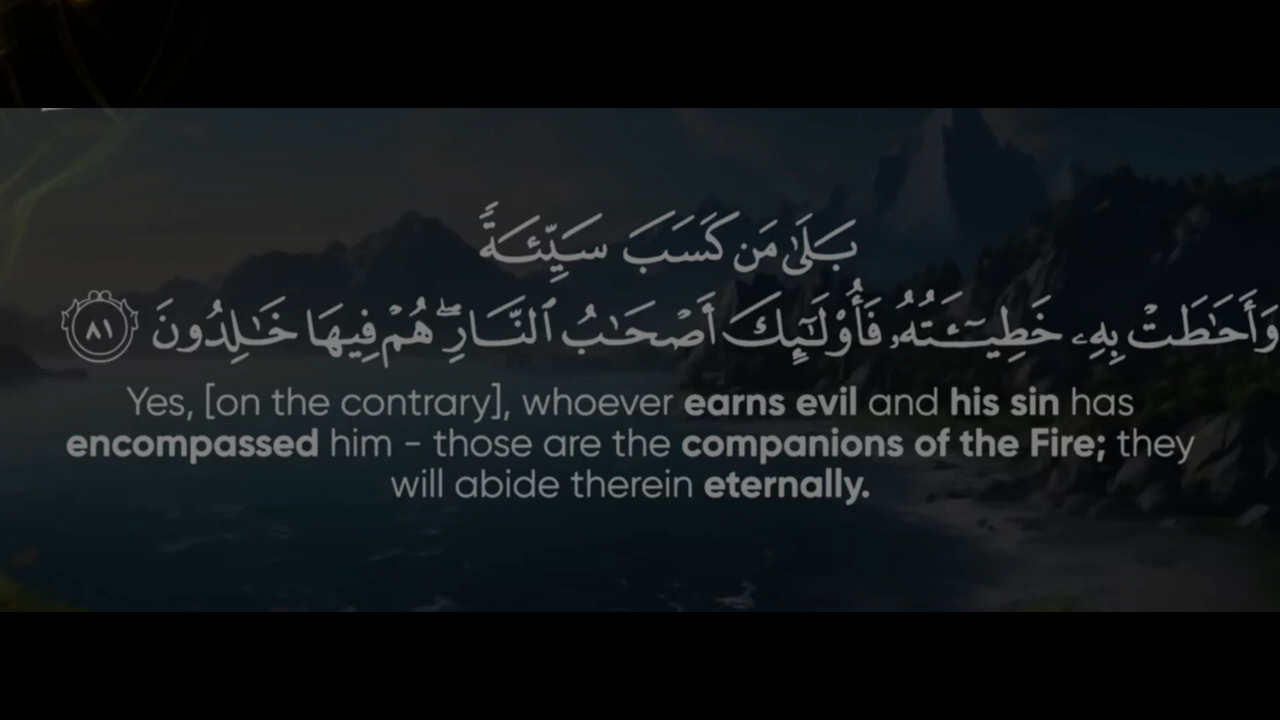 بَلَىٰ مَن كَسَبَ سَيِّئَةً
وَأَحَٰطَتْ بِهِۦ خَطِيٓـَٔتُهُۥ فَأُو۟لَٰٓئِكَ أَصْحَٰبُ ٱلنَّارِ ۖ هُمْ فِيهَا خَٰلِدُونَ ٨١
Yes, [on the contrary], whoever earns evil and his sin has
encompassed him – those are the companions of the Fire; they
will abide therein eternally.